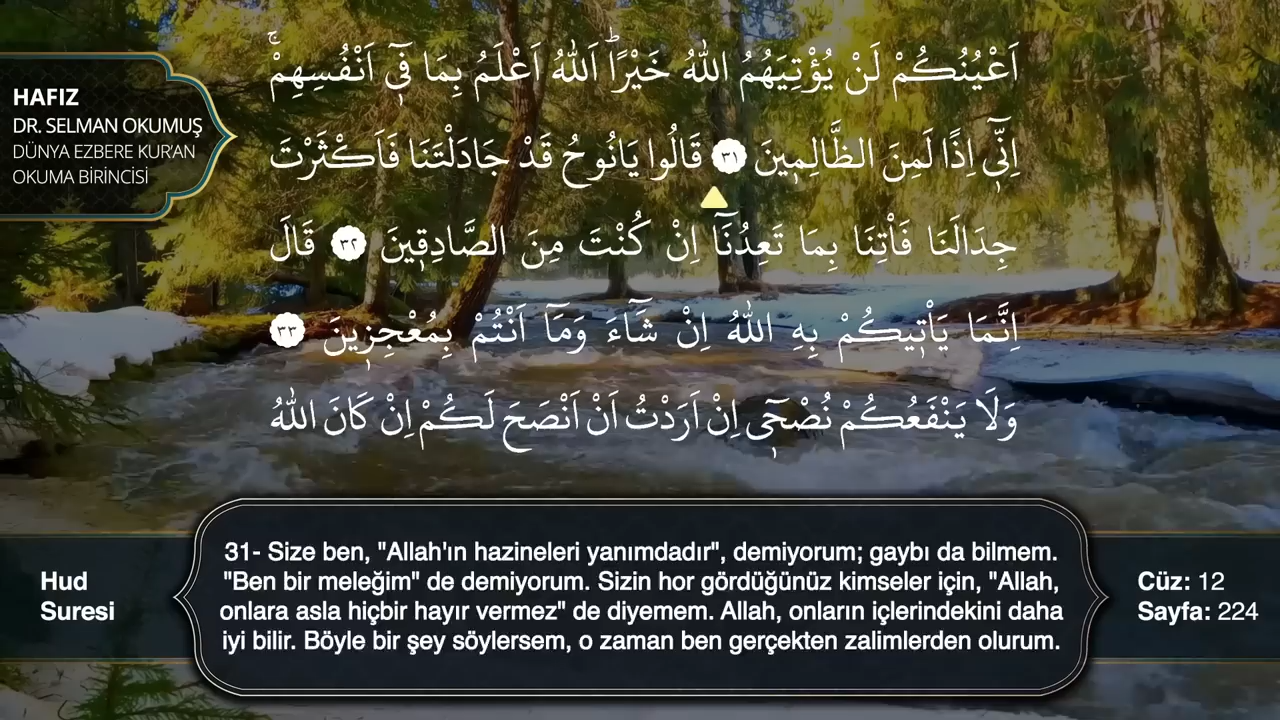 HAFIZ
DR. SELMAN OKUMUŞ
DÜNYA EZBERE KUR'AN
OKUMA BİRİNCİSİ
اَعْيُنُكُمْ لَنْ يُؤْتِيَهُمُ اللّٰهُ خَيْرًاۜ اَللّٰهُ اَعْلَمُ بِمَا ف۪ٓي اَنْفُسِهِمْۚ
اِنّ۪ٓي اِذًا لَمِنَ الظَّالِم۪ينَ ٣١ قَالُوا يَانُوحُ قَدْ جَادَلْتَنَا فَاَكْثَرْتَ
جِدَالَنَا فَأْتِنَا بِمَا تَعِدُنَٓا اِنْ كُنْتَ مِنَ الصَّادِق۪ينَ ٣٢ قَالَ
اِنَّمَا يَأْت۪يكُمْ بِهِ اللّٰهُ اِنْ شَٓاءَ وَمَٓا اَنْتُمْ بِمُعْجِز۪ينَ ٣٣
وَلَا يَنْفَعُكُمْ نُصْح۪ٓي اِنْ اَرَدْتُ اَنْ اَنْصَحَ لَكُمْ اِنْ كَانَ اللّٰهُ
Hud
Suresi
31- Size ben, "Allah'ın hazineleri yanımdadır", demiyorum; gaybı da bilmem.
"Ben bir meleğim" de demiyorum. Sizin hor gördüğünüz kimseler için, "Allah,
onlara asla hiçbir hayır vermez" de diyemem. Allah, onların içlerindekini daha
iyi bilir. Böyle bir şey söylersem, o zaman ben gerçekten zalimlerden olurum.
Cüz: 12
Sayfa: 224